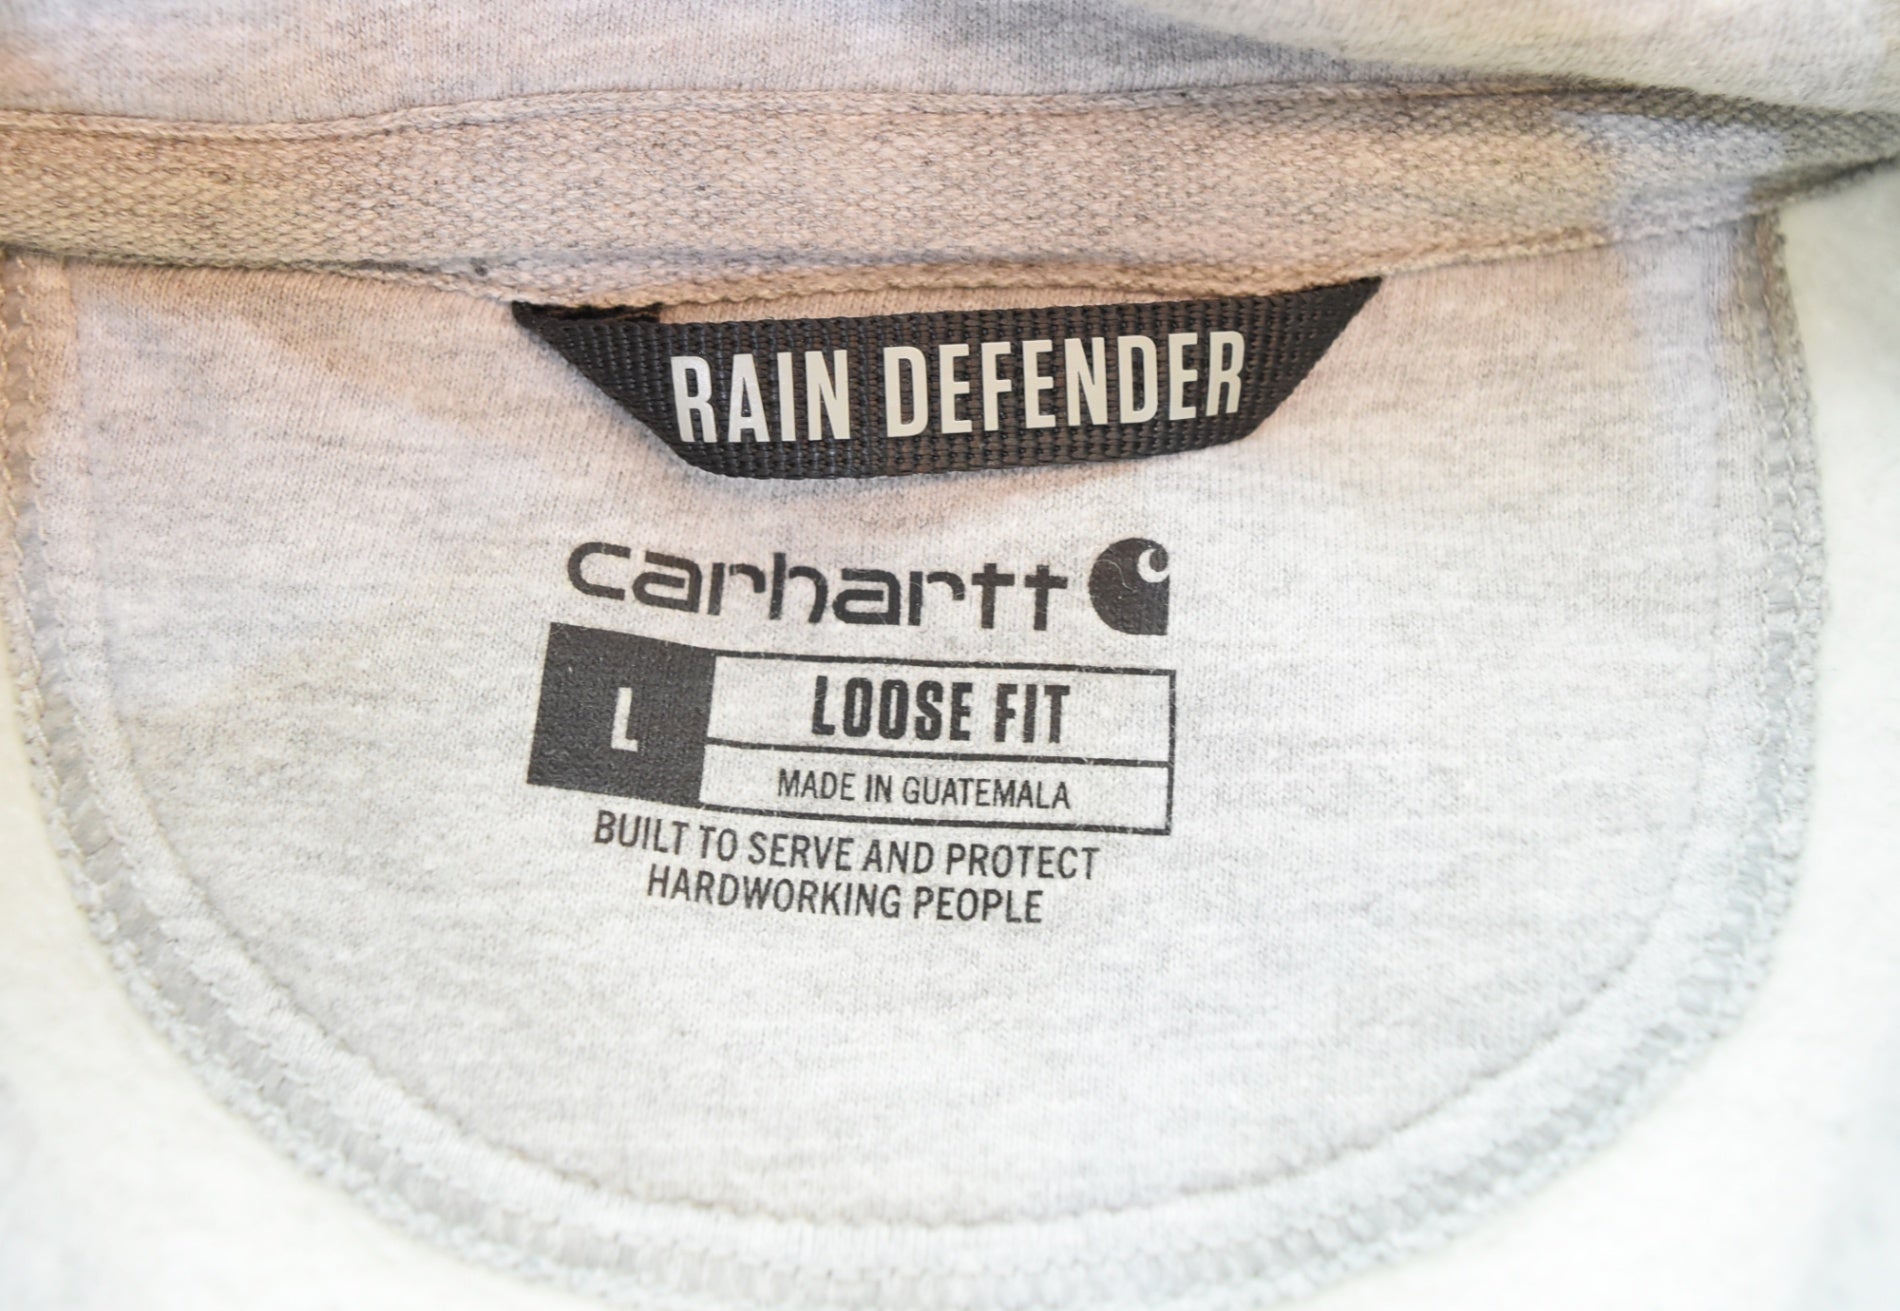 RAIN DEFENDER
carhartt
L
LOOSE FIT
MADE IN GUATEMALA
BUILT TO SERVE AND PROTECT
HARDWORKING PEOPLE